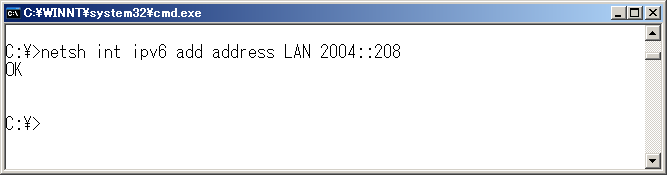 C:¥WINNT¥system32¥cmd.exe
C:¥>netsh int ipv6 add address LAN 2004::208
OK
C:¥>